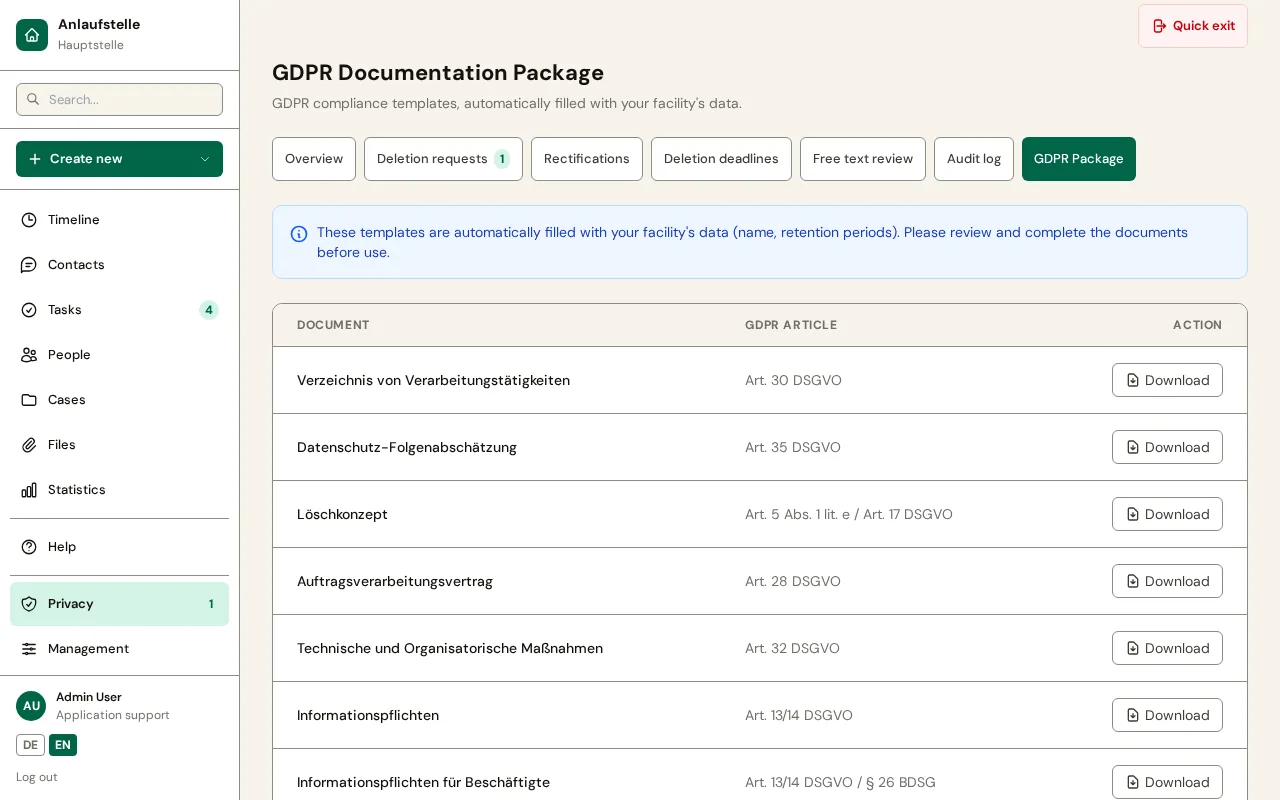 Anlaufstelle
Hauptstelle
Search...
Create new
Timeline
Contacts
Tasks 4
People
Cases
Files
Statistics
Help
Privacy 1
Management
AU
Admin User
Application support
DE EN
Log out
Quick exit
GDPR Documentation Package
GDPR compliance templates, automatically filled with your facility's data.
Overview Deletion requests 1 Rectifications Deletion deadlines Free text review Audit log GDPR Package
These templates are automatically filled with your facility's data (name, retention periods). Please review and complete the documents
before use.
DOCUMENT GDPR ARTICLE ACTION
Verzeichnis von Verarbeitungstätigkeiten Art. 30 DSGVO Download
Datenschutz-Folgenabschätzung Art. 35 DSGVO Download
Löschkonzept Art. 5 Abs. 1 lit. e / Art. 17 DSGVO Download
Auftragsverarbeitungsvertrag Art. 28 DSGVO Download
Technische und Organisatorische Maßnahmen Art. 32 DSGVO Download
Informationspflichten Art. 13/14 DSGVO Download
Informationspflichten für Beschäftigte Art. 13/14 DSGVO / § 26 BDSG Download